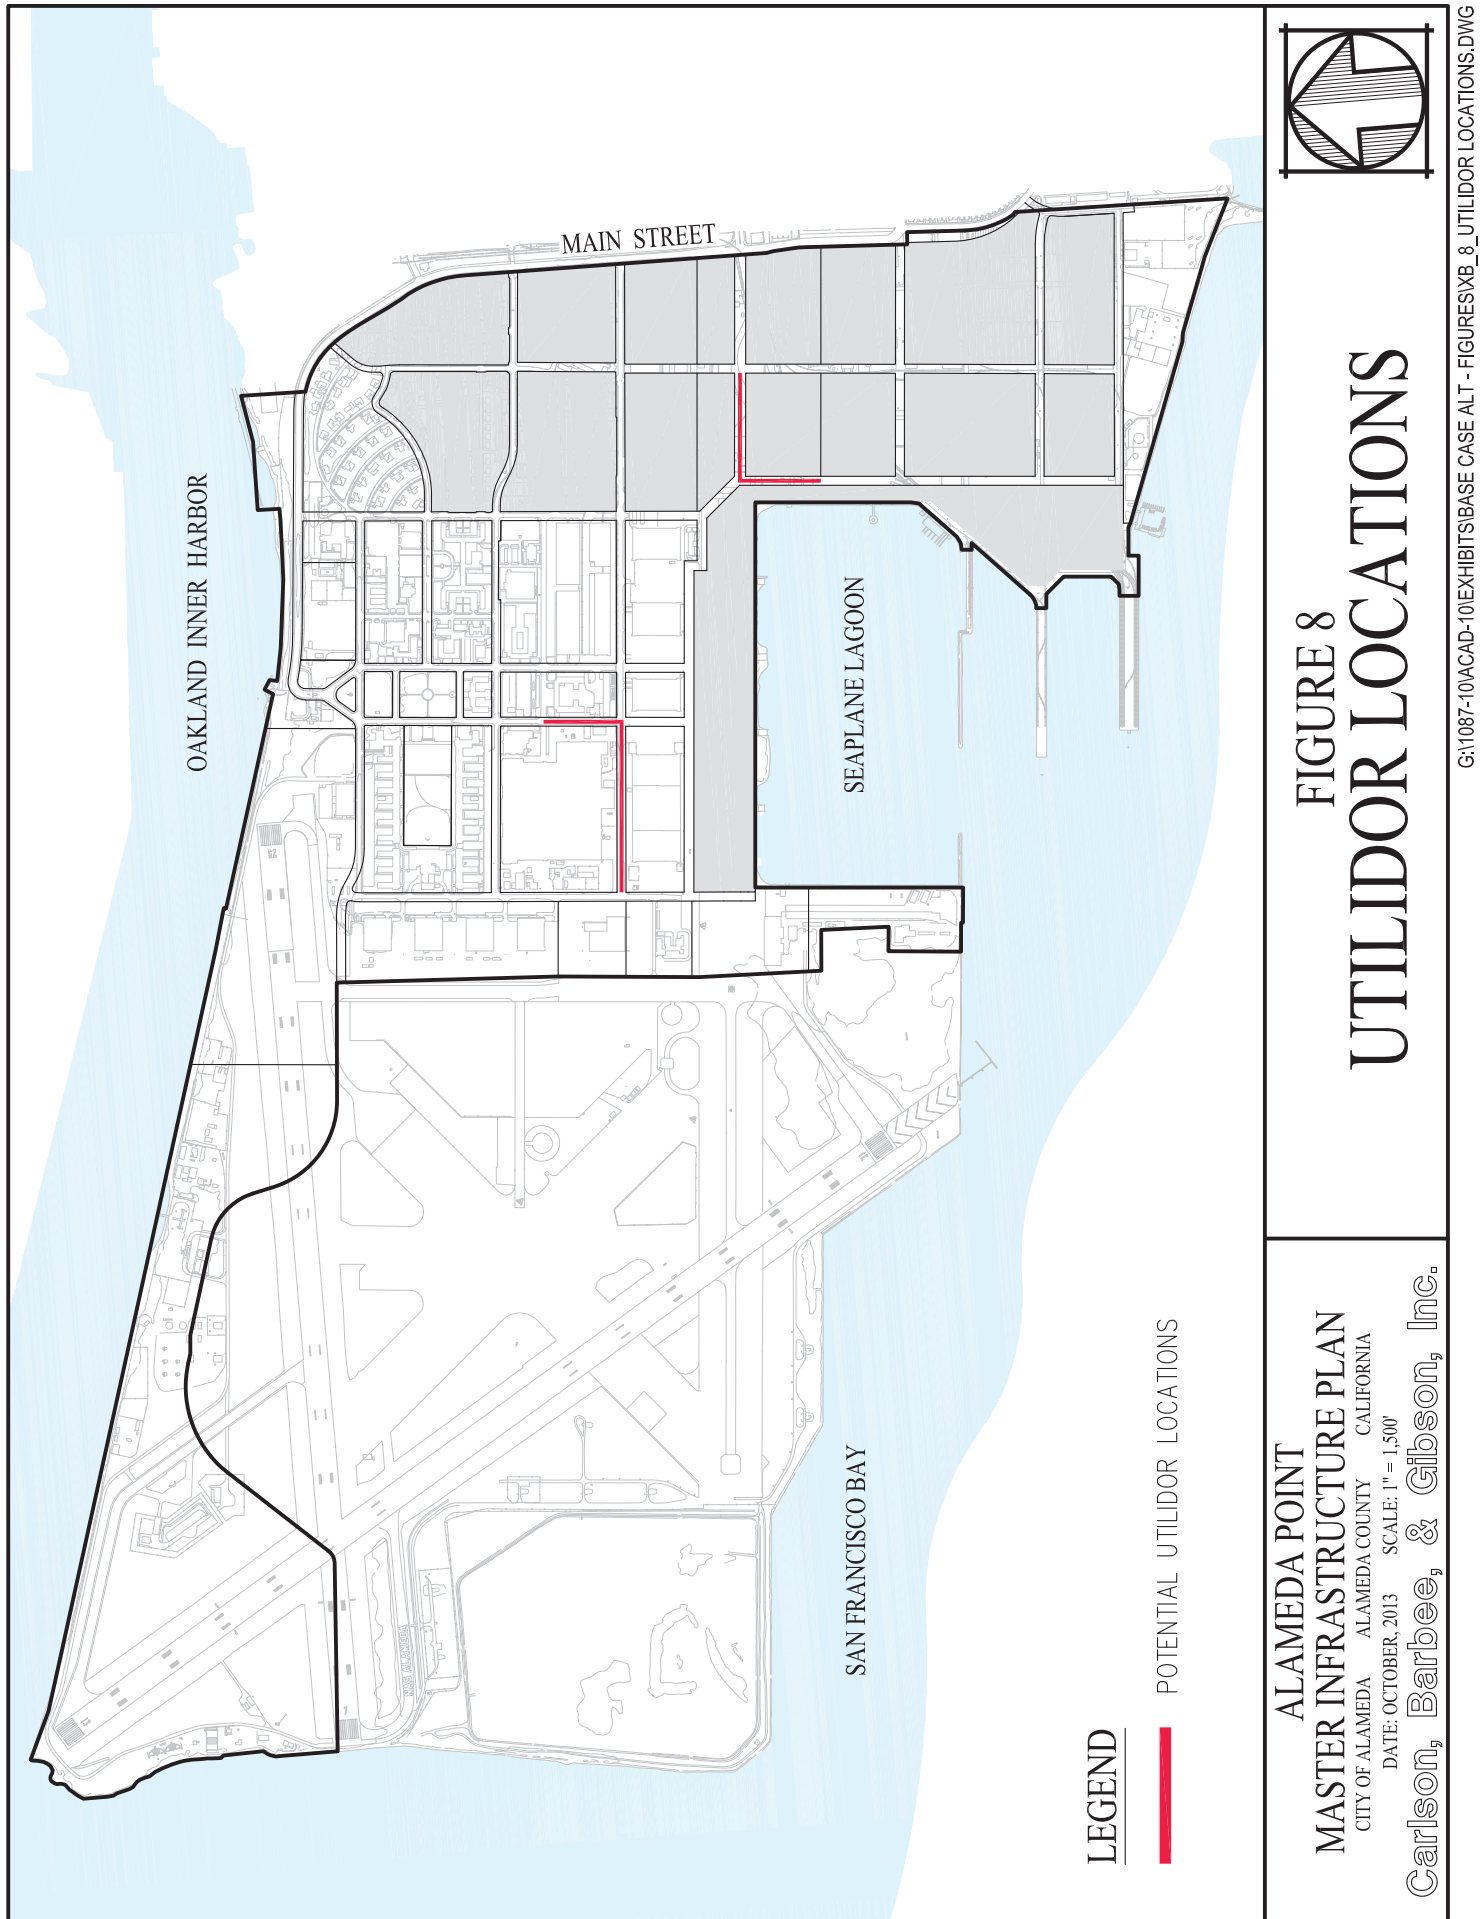 OAKLAND INNER HARBOR
MAIN STREET
SEAPLANE LAGOON
SAN FRANCISCO BAY
NAS ALAMEDA
LEGEND
POTENTIAL UTILIDOR LOCATIONS
ALAMEDA POINT
MASTER INFRASTRUCTURE PLAN
CITY OF ALAMEDA ALAMEDA COUNTY CALIFORNIA
DATE: OCTOBER, 2013 SCALE: 1" = 1,500'
Carlson, Barbee, & Gibson, Inc.
FIGURE 8
UTILIDOR LOCATIONS
G:\1087-10\ACAD-10\EXHIBITS\BASE CASE ALT - FIGURES\XB_8_UTILIDOR LOCATIONS.DWG